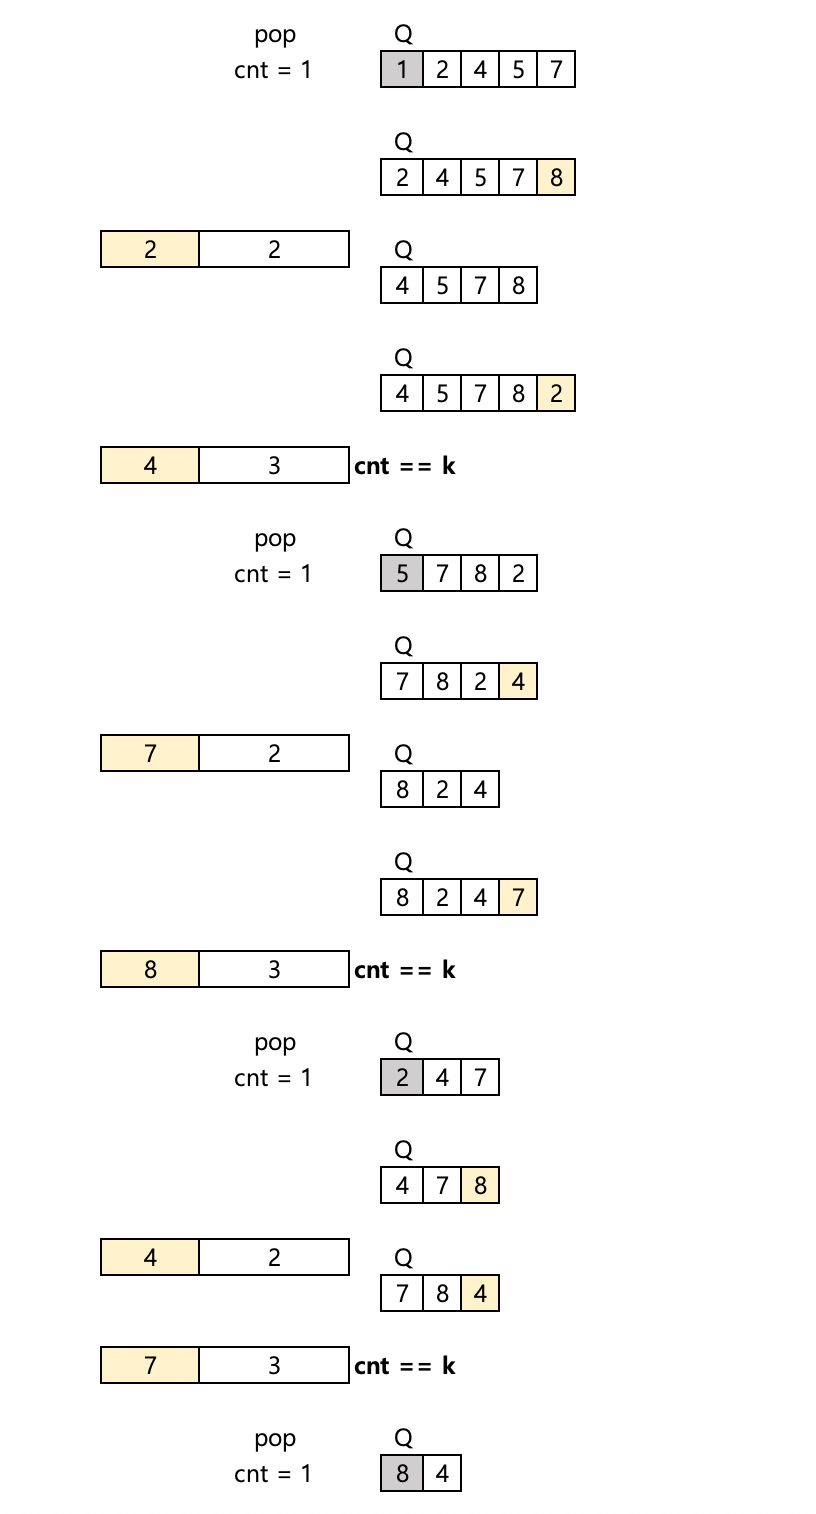 pop Q
cnt = 1 1 2 4 5 7
Q
2 4 5 7 8
2 2 Q
4 5 7 8
Q
4 5 7 8 2
4 3 cnt == k
pop Q
cnt = 1 5 7 8 2
Q
7 8 2 4
7 2 Q
8 2 4
Q
8 2 4 7
8 3 cnt == k
pop Q
cnt = 1 2 4 7
Q
4 7 8
4 2 Q
7 8 4
7 3 cnt == k
pop Q
cnt = 1 8 4